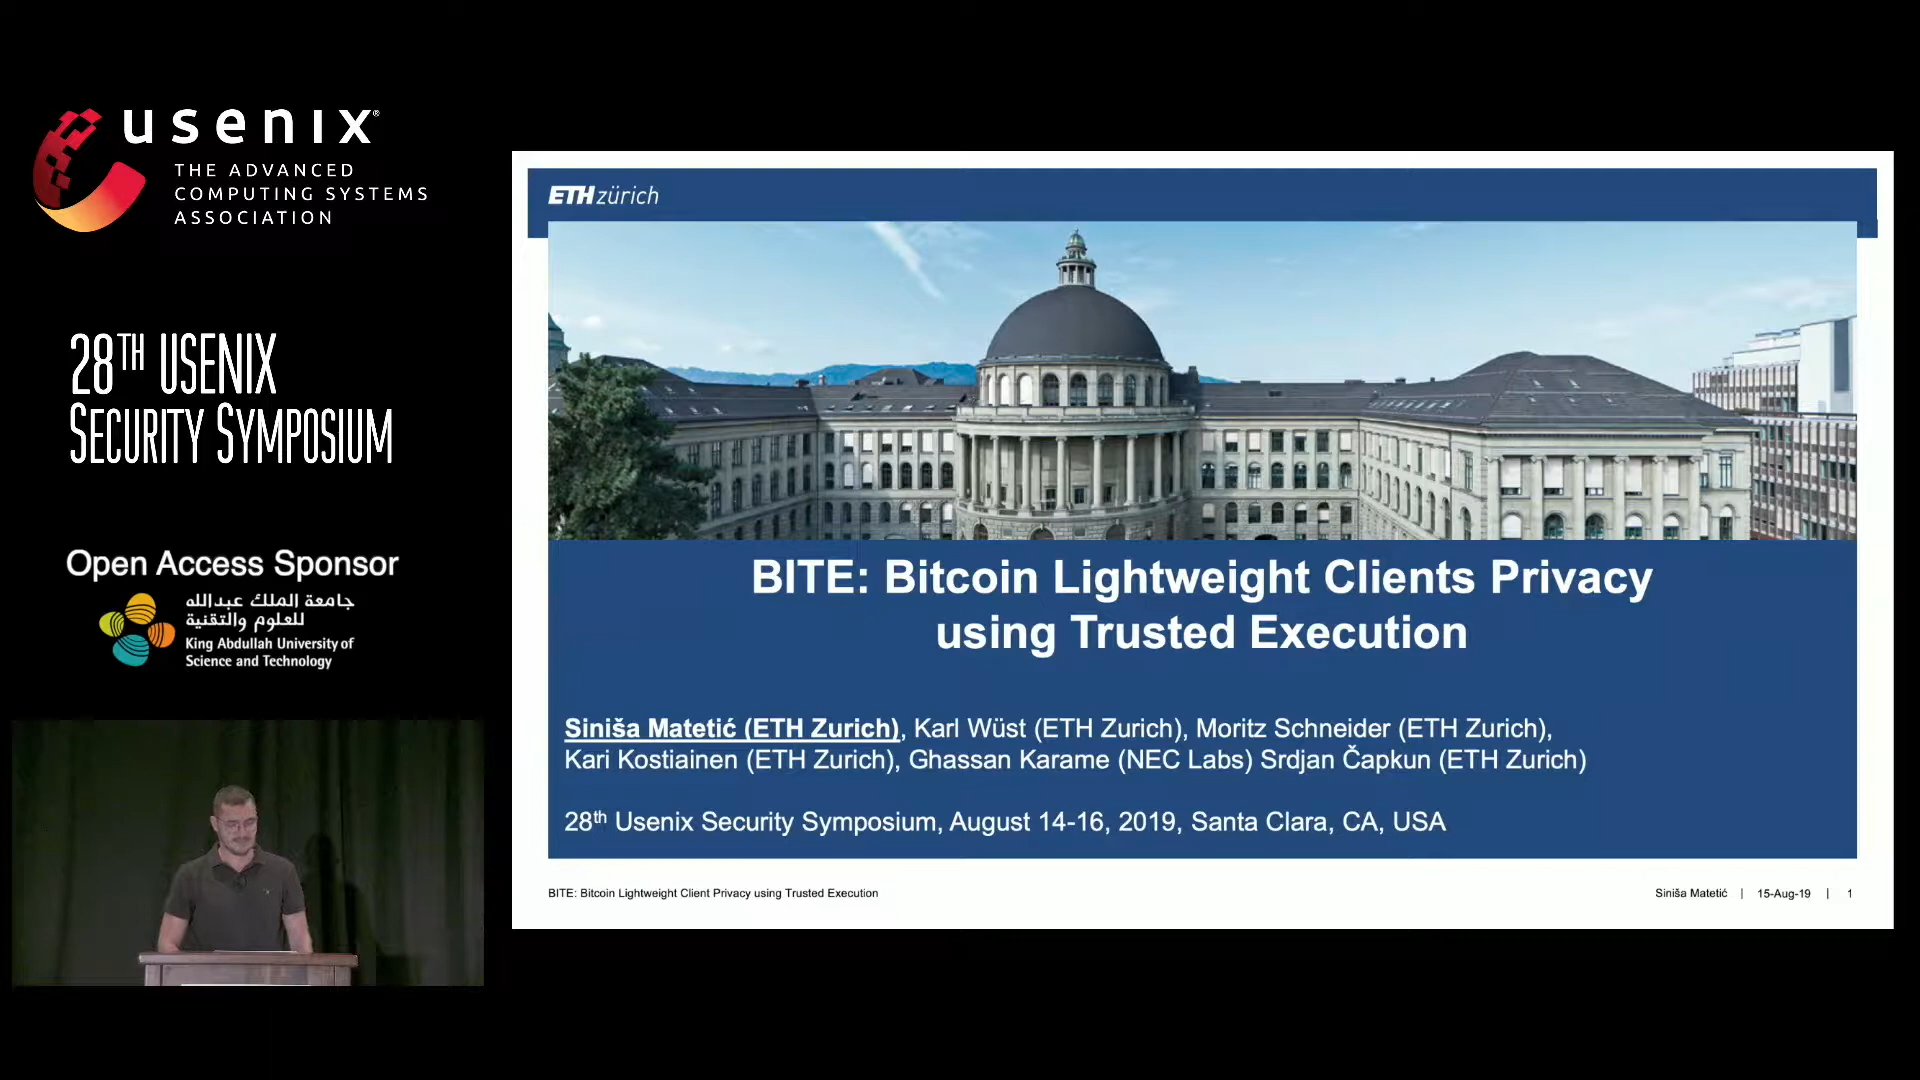 usenix®
THE ADVANCED
COMPUTING SYSTEMS
ASSOCIATION
28TH USENIX
SECURITY SYMPOSIUM
Open Access Sponsor
جامعة الملك عبدالله
للعلوم والتقنية
King Abdullah University of
Science and Technology
ETH zürich
BITE: Bitcoin Lightweight Clients Privacy
using Trusted Execution
Siniša Matetić (ETH Zurich), Karl Wüst (ETH Zurich), Moritz Schneider (ETH Zurich),
Kari Kostiainen (ETH Zurich), Ghassan Karame (NEC Labs) Srdjan Čapkun (ETH Zurich)
28th Usenix Security Symposium, August 14-16, 2019, Santa Clara, CA, USA
BITE: Bitcoin Lightweight Client Privacy using Trusted Execution
Siniša Matetić | 15-Aug-19 | 1